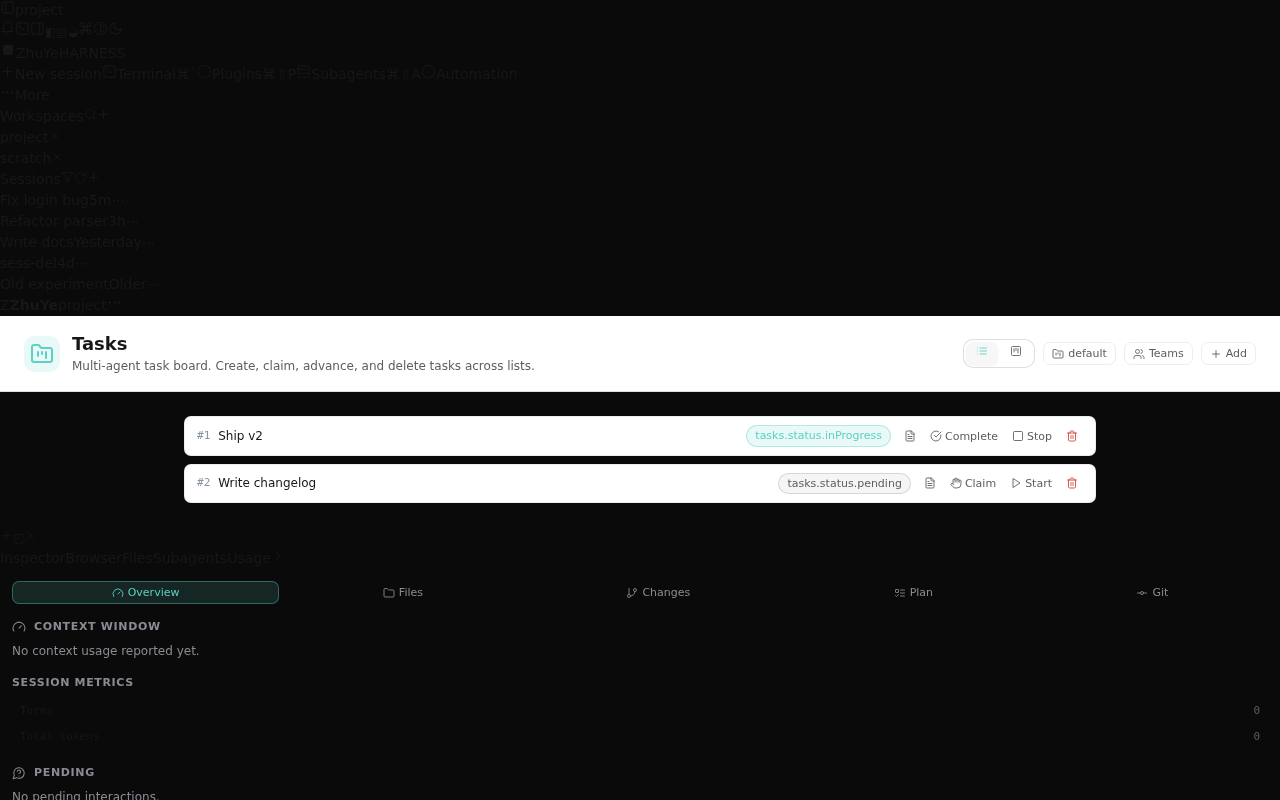 project
⌘
ZhuYeHARNESS
New session Terminal⌘` Plugins⌘⇧P Subagents⌘⇧A Automation
More
Workspaces
project
scratch
Sessions
Fix login bug5m
Refactor parser3h
Write docsYesterday
sess-del4d
Old experimentOlder
ZZhuYeproject
Tasks
Multi-agent task board. Create, claim, advance, and delete tasks across lists.
default Teams Add
#1 Ship v2 tasks.status.inProgress Complete Stop
#2 Write changelog tasks.status.pending Claim Start
InspectorBrowserFilesSubagentsUsage
Overview Files Changes Plan Git
CONTEXT WINDOW
No context usage reported yet.
SESSION METRICS
Turns 0
Total tokens 0
PENDING
No pending interactions.